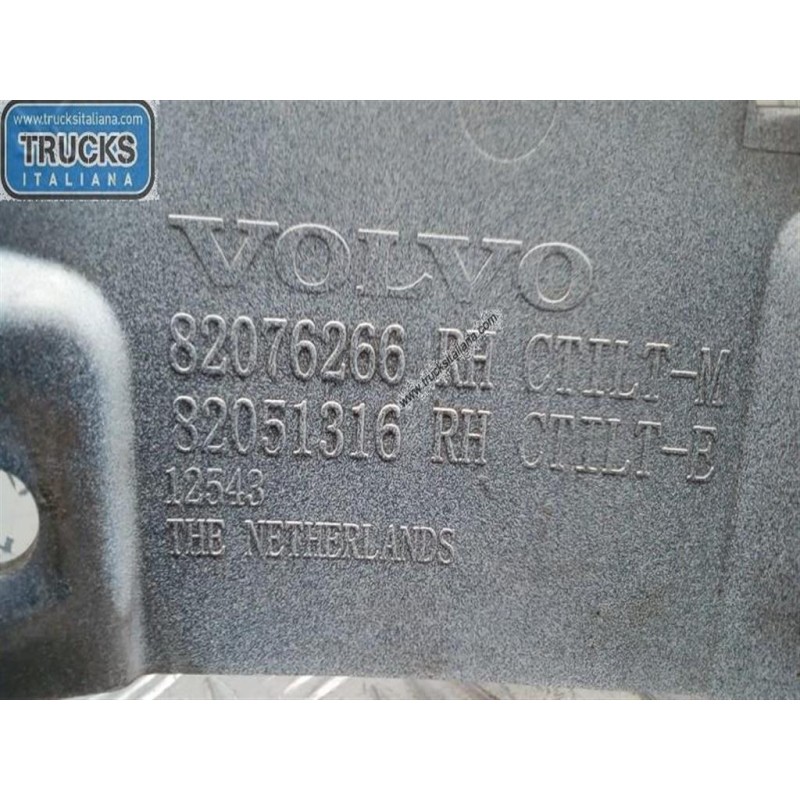 www.trucksitaliana.com
TRUCKS
ITALIANA
VOLVO
82076266 RH CTILT-M
82051316 RH CTILT-E
12543
THE NETHERLANDS
www.trucksitaliana.com